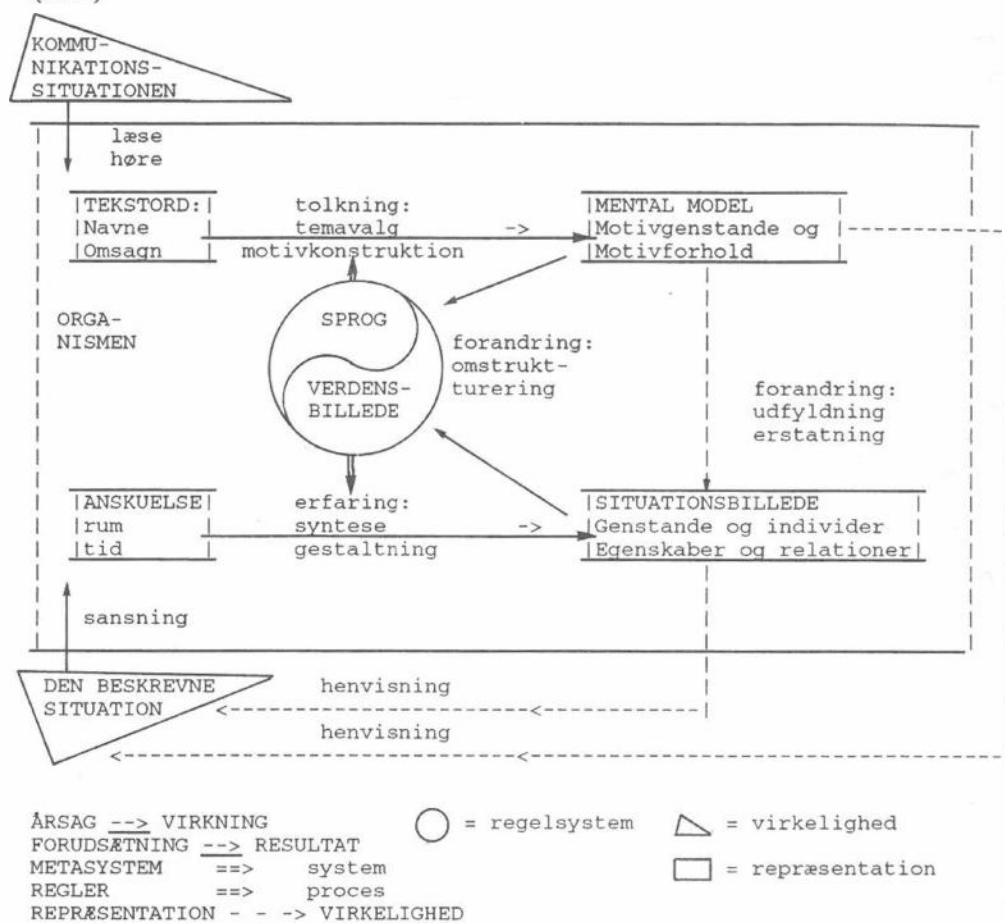 KOMMU-
NIKATIONS-
SITUATIONEN
læse
høre
|TEKSTORD:|
|Navne
|Omsagn |
tolkning:
temavalg ->
motivkonstruktion
|MENTAL MODEL |
|Motivgenstande og
|Motivforhold |
ORGA-
NISMEN
SPROG
VERDENS-
BILLEDE
forandring:
omstrukt-
turering
forandring:
udfyldning
erstatning
|ANSKUELSE |
|rum
|tid |
erfaring:
syntese ->
gestaltning
|SITUATIONSBILLEDE |
|Genstande og individer
|Egenskaber og relationer|
sansning
DEN BESKREVNE
SITUATION
henvisning
henvisning
ÅRSAG --> VIRKNING
FORUDSÆTNING --> RESULTAT
METASYSTEM ==> system
REGLER ==> proces
REPRÆSENTATION - - -> VIRKELIGHED
= regelsystem
= virkelighed
= repræsentation